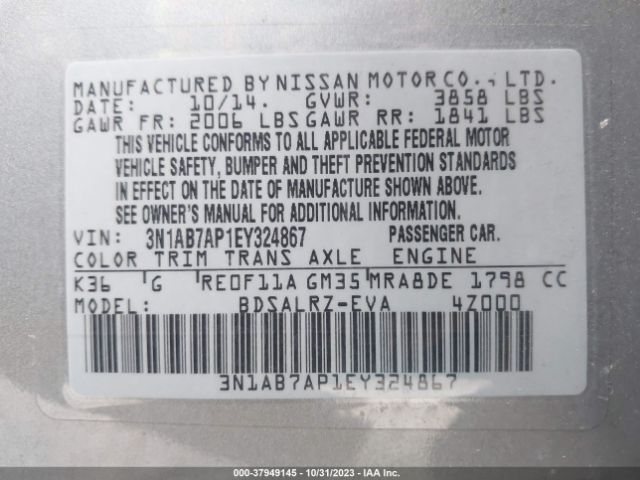 MANUFACTURED BY NISSAN MOTOR CO., LTD.
DATE: 10/14. GVWR: 3858 LBS
GAWR FR: 2006 LBS GAWR RR: 1841 LBS
THIS VEHICLE CONFORMS TO ALL APPLICABLE FEDERAL MOTOR
VEHICLE SAFETY, BUMPER AND THEFT PREVENTION STANDARDS
IN EFFECT ON THE DATE OF MANUFACTURE SHOWN ABOVE.
SEE OWNER'S MANUAL FOR ADDITIONAL INFORMATION.
VIN: 3N1AB7AP1EY324867 PASSENGER CAR.
COLOR TRIM TRANS AXLE ENGINE
K36 G RE0F11A GM35 MRA8DE 1798 CC
MODEL: BDSALRZ-EVA 4Z000
3N1AB7AP1EY324867
000-37949145 - 10/31/2023 - IAA Inc.